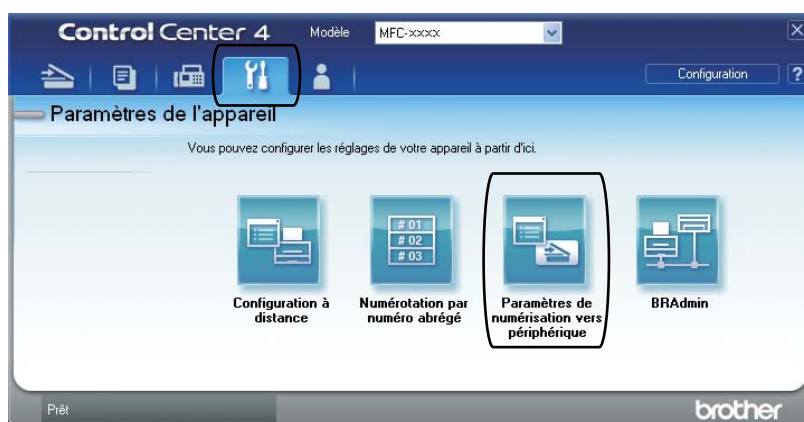 Control Center 4
Modèle
MFC-xxxx
Configuration
?
Paramètres de l'appareil
Vous pouvez configurer les réglages de votre appareil à partir d'ici.
# 01
# 02
# 03
Configuration à
distance
Numérotation par
numéro abrégé
Paramètres de
numérisation vers
périphérique
BRAdmin
Prêt
brother